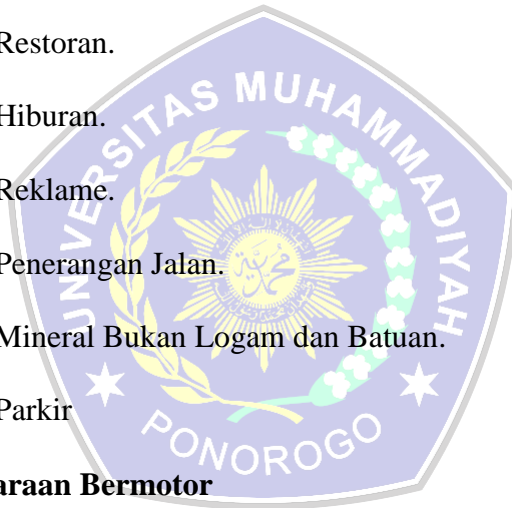 Restoran.
Hiburan.
Reklame.
Penerangan Jalan.
Mineral Bukan Logam dan Batuan.
Parkir
araan Bermotor
UNIVERSITAS MUHAMMADIYAH
PONOROGO